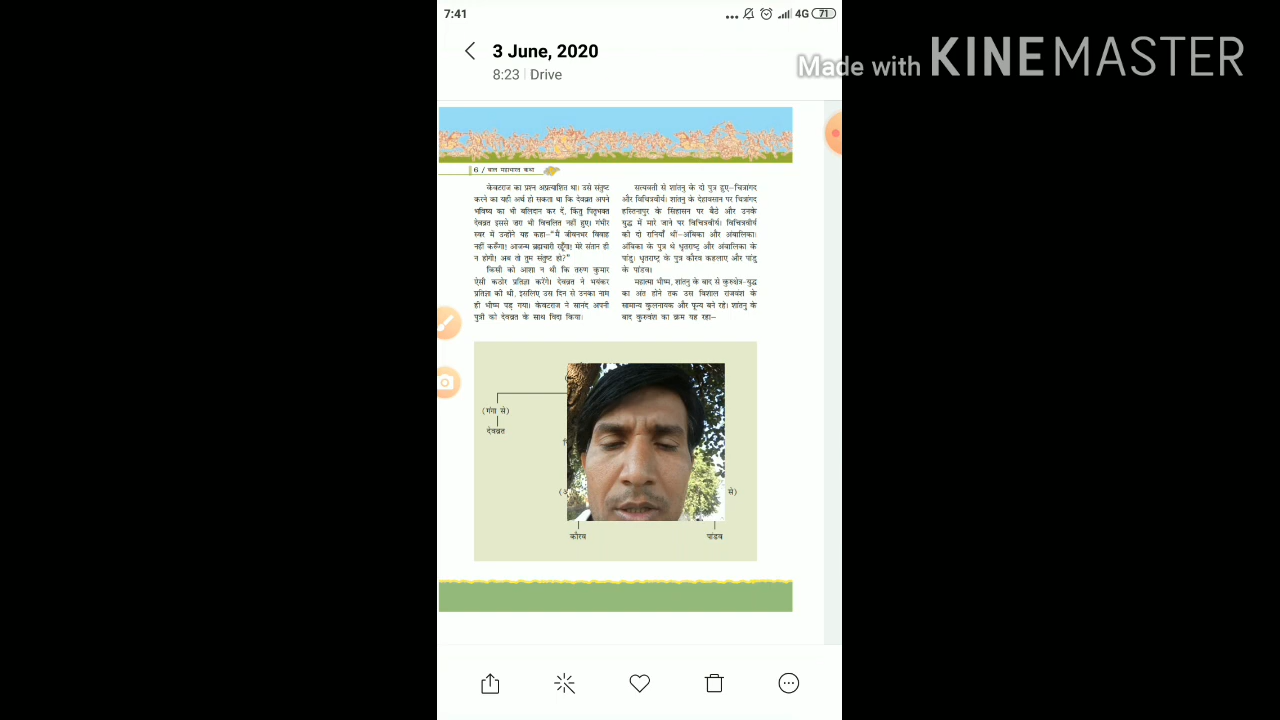 7:41
4G 71
3 June, 2020
8:23 | Drive
Made with KINEMASTER
6 / बाल महाभारत कथा
केवटराज का प्रश्न अप्रत्याशित था। उसे संतुष्ट
करने का यही अर्थ हो सकता था कि देवव्रत अपने
भविष्य का भी बलिदान कर दें, किंतु पितृभक्त
देवव्रत इससे जरा भी विचलित नहीं हुए। गंभीर
स्वर में उन्होंने यह कहा–"मैं जीवनभर विवाह
नहीं करूँगा! आजन्म ब्रह्मचारी रहूँगा! मेरे संतान ही
न होगी! अब तो तुम संतुष्ट हो?"
किसी को आशा न थी कि तरुण कुमार
ऐसी कठोर प्रतिज्ञा करेंगे। देवव्रत ने भयंकर
प्रतिज्ञा की थी, इसलिए उस दिन से उनका नाम
ही भीष्म पड़ गया। केवटराज ने सानंद अपनी
पुत्री को देवव्रत के साथ विदा किया।
सत्यवती से शांतनु के दो पुत्र हुए–चित्रांगद
और विचित्रवीर्य। शांतनु के देहावसान पर चित्रांगद
हस्तिनापुर के सिंहासन पर बैठे और उनके
युद्ध में मारे जाने पर विचित्रवीर्य। विचित्रवीर्य
की दो रानियाँ थीं–अंबिका और अंबालिका।
अंबिका के पुत्र थे धृतराष्ट्र और अंबालिका के
पांडु। धृतराष्ट्र के पुत्र कौरव कहलाए और पांडु
के पांडव।
महात्मा भीष्म, शांतनु के बाद से कुरुक्षेत्र-युद्ध
का अंत होने तक उस विशाल राजवंश के
सामान्य कुलनायक और पूज्य बने रहे। शांतनु के
बाद कुरुवंश का क्रम यह रहा–
(गंगा से)
देवव्रत
से)
कौरव
पांडव